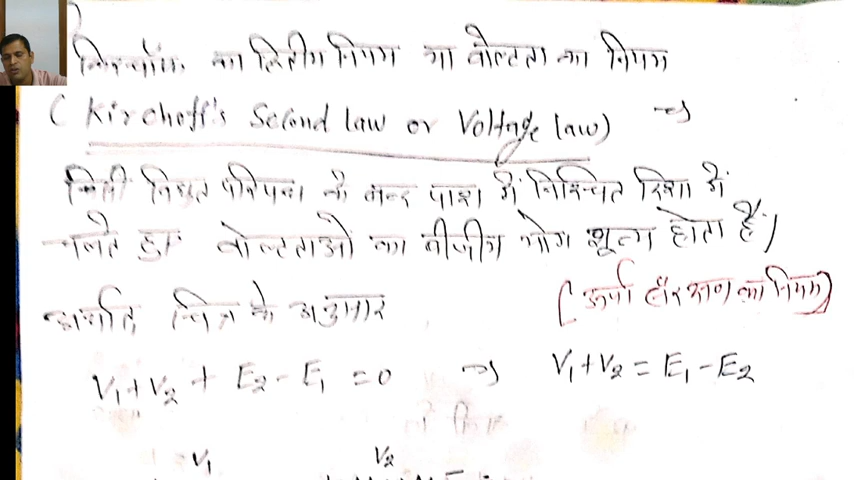 किरचॉफ का द्वितीय नियम या वोल्टता का नियम
( Kirchoff's Second law or Voltage law) →
किसी विद्युत परिपथ के बन्द पाश में निश्चित दिशा में
चलते हुए वोल्टताओं का बीजीय योग शून्य होता है।
अर्थात् चित्र के अनुसार
(ऊर्जा संरक्षण का नियम)
V₁+V₂ + E₂ - E₁ = 0 → V₁+V₂ = E₁ - E₂
V₁ V₂